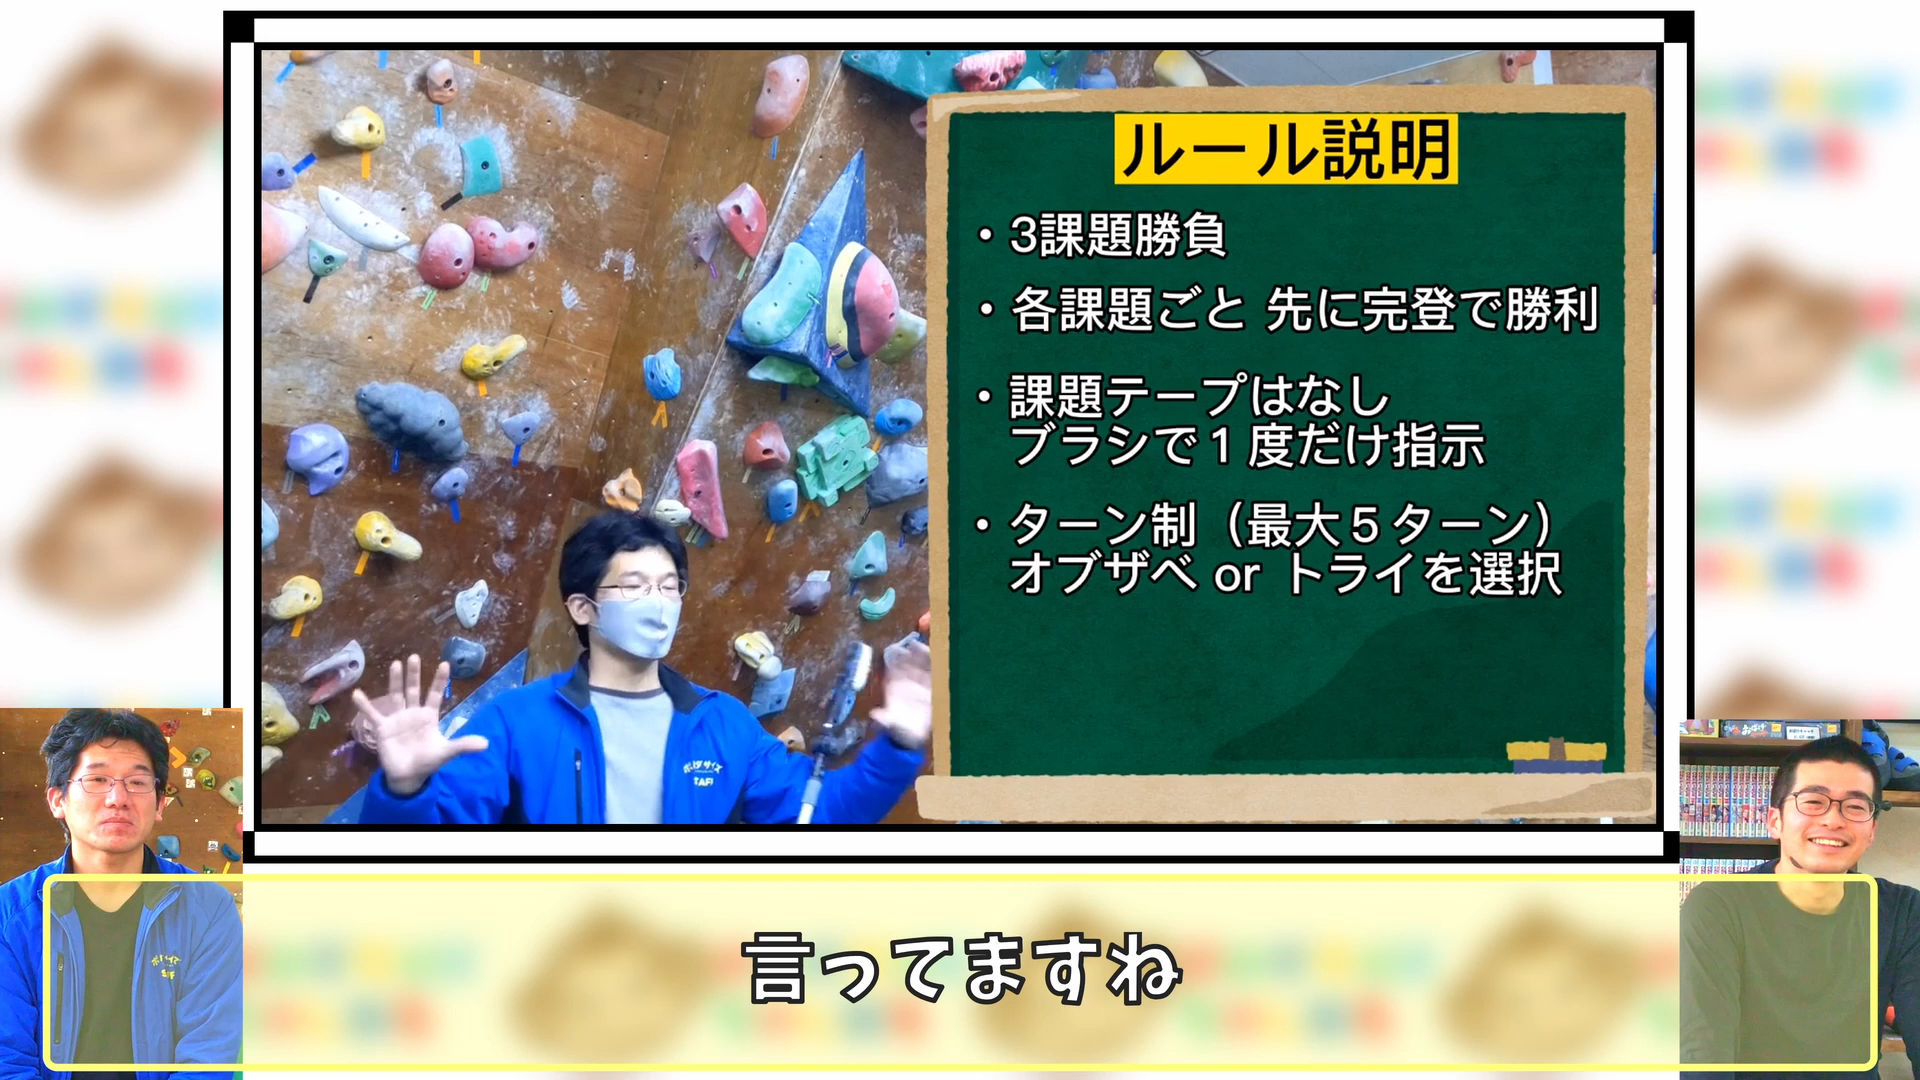 ルール説明
・3課題勝負
・各課題ごと 先に完登で勝利
・課題テープはなし
ブラシで１度だけ指示
・ターン制（最大５ターン）
オブザベ or トライを選択
言ってますね